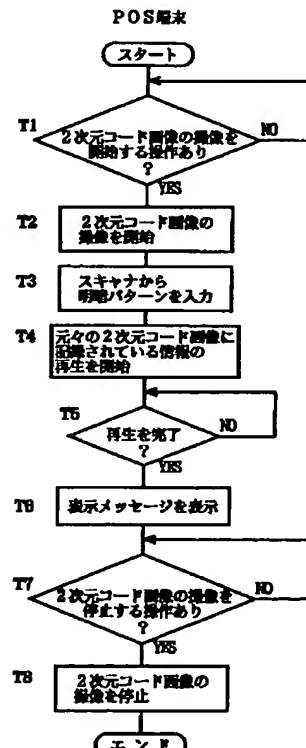 POS端末
スタート
T1
2次元コード画像の撮像を
開始する操作あり
?
NO
YES
T2
2次元コード画像の
撮像を開始
T3
スキャナから
明暗パターンを入力
T4
元々の2次元コード画像に
記録されている情報の
再生を開始
T5
再生を完了
?
NO
YES
T6
表示メッセージを表示
T7
2次元コード画像の撮像を
停止する操作あり
?
NO
YES
T8
2次元コード画像の
撮像を停止
エンド